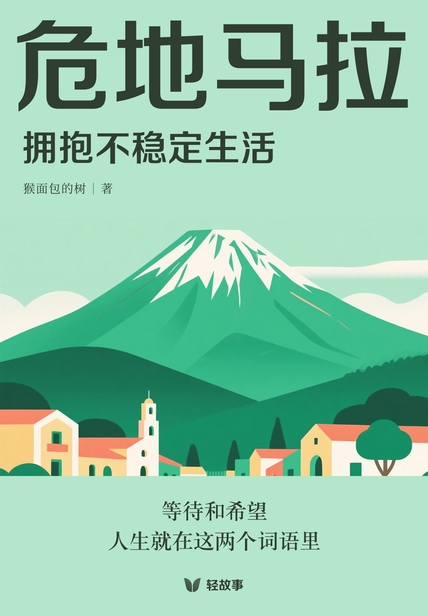 危地马拉
拥抱不稳定生活
猴面包的树｜著
等待和希望
人生就在这两个词语里
轻故事